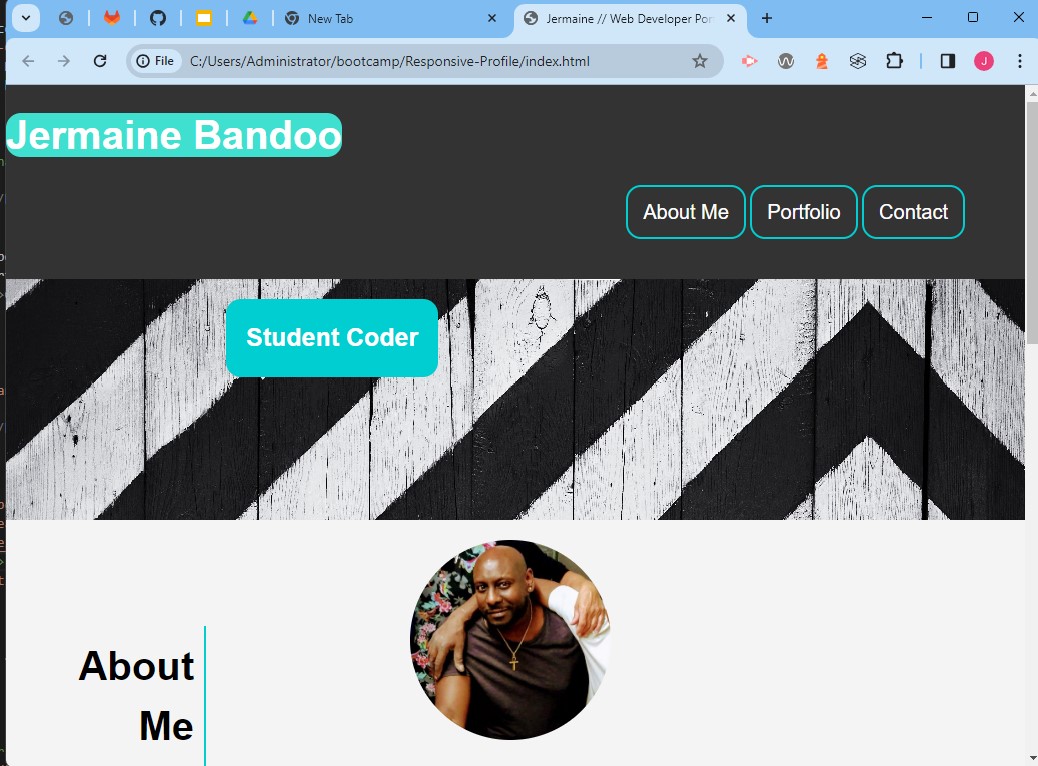 New Tab
Jermaine // Web Developer Por
File
C:/Users/Administrator/bootcamp/Responsive-Profile/index.html
J
Jermaine Bandoo
About Me
Portfolio
Contact
Student Coder
About
Me